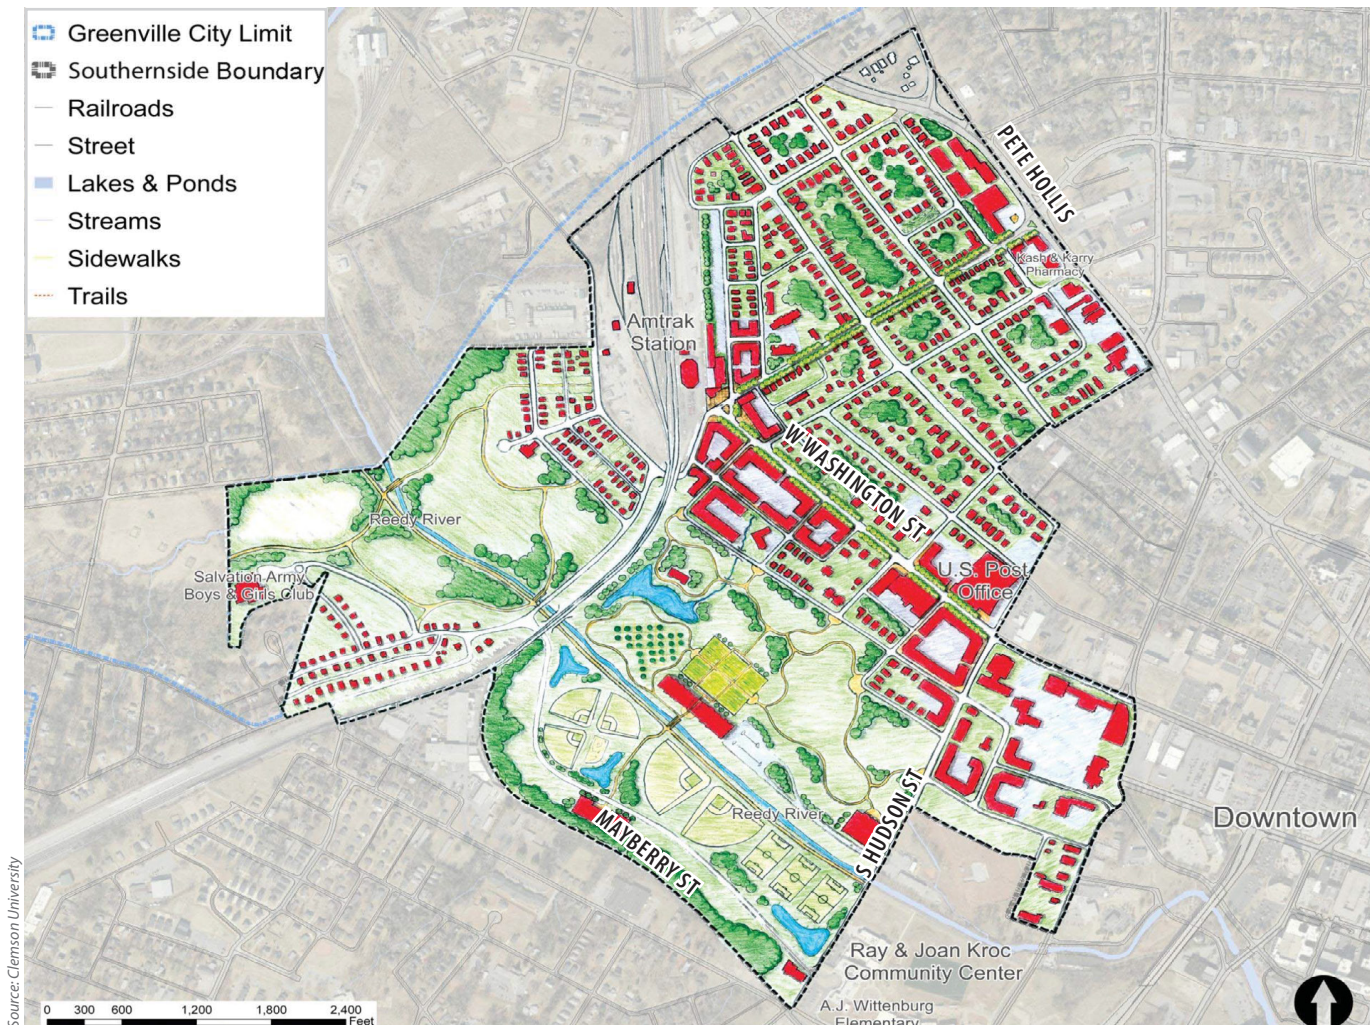 Greenville City Limit
Southernside Boundary
Railroads
Street
Lakes & Ponds
Streams
Sidewalks
Trails
PETE HOLLIS
Kash & Karry
Pharmacy
Amtrak
Station
W WASHINGTON ST
Reedy River
U.S. Post
Office
Salvation Army
Boys & Girls Club
Reedy River
S HUDSON ST
MAYBERRY ST
Downtown
Ray & Joan Kroc
Community Center
A.J. Wittenburg
Elementary
Source: Clemson University
0 300 600 1,200 1,800 2,400
Feet